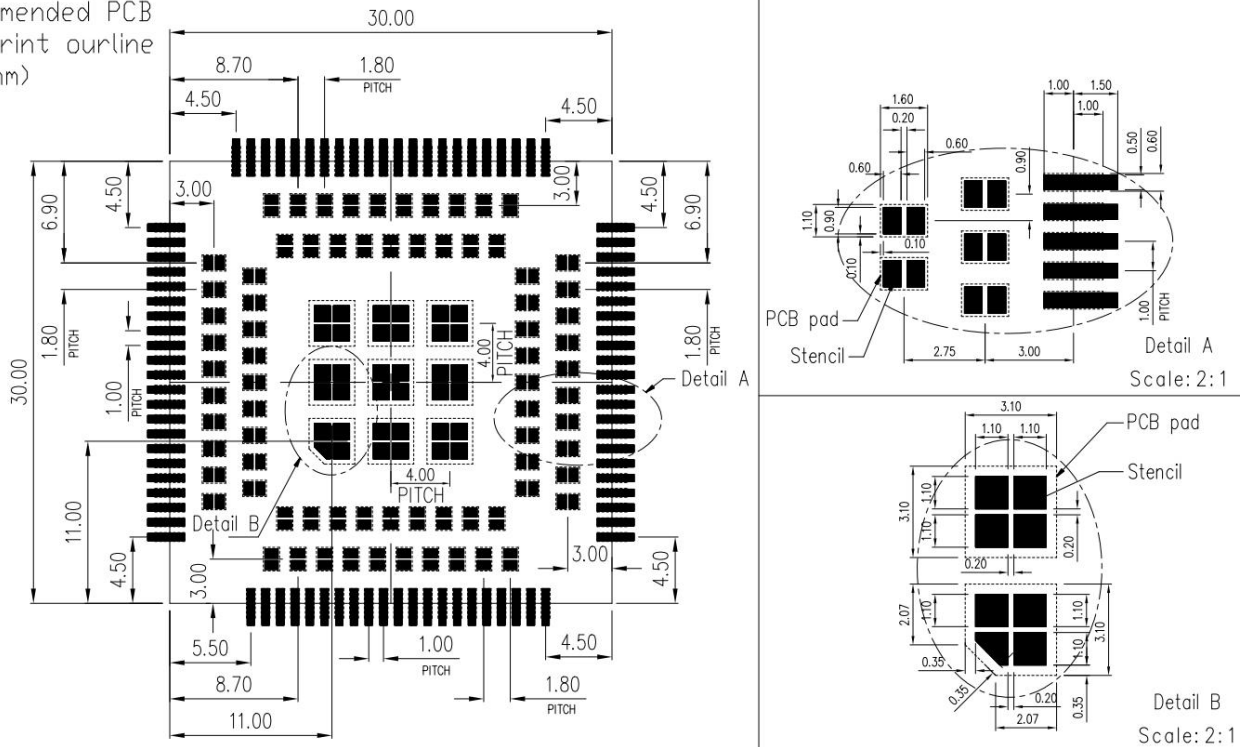 mended PCB
rint ourline
m)
30.00
8.70
1.80
PITCH
4.50
4.50
6.90
4.50
3.00
3.00
4.50
6.90
1.80
PITCH
1.00
PITCH
30.00
11.00
4.50
3.00
4.00
PITCH
4.00
PITCH
1.80
PITCH
Detail A
Detail B
3.00
4.50
5.50
8.70
11.00
1.00
PITCH
1.80
PITCH
4.50
1.60
0.20
0.60
0.60
1.10
0.90
0.10
0.10
0.90
1.00
1.50
1.00
0.50
0.60
1.00
PITCH
PCB pad
Stencil
2.75
3.00
Detail A
Scale:2:1
3.10
1.10
1.10
PCB pad
Stencil
3.10
1.10
1.10
0.20
0.20
2.07
1.10
1.10
1.10
3.10
0.35
0.35
0.20
0.35
2.07
Detail B
Scale:2:1